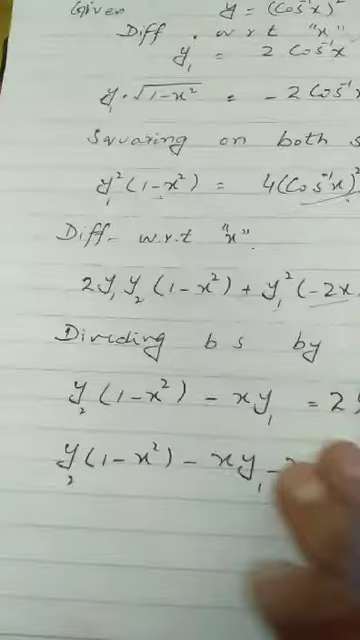 Given y = (Cos⁻¹x)²
Diff. w.r.t "x"
y₁ = 2 Cos⁻¹x
y₁.√1-x² = -2 Cos⁻¹
Squaring on both s
y₁²(1-x²) = 4(Cos⁻¹x)²
Diff- w.r.t "x".
2y₁y₂(1-x²) + y₁²(-2x
Dividing b s by
y₂(1-x²) - xy₁ = 2
y₂(1-x²) - xy₁ -